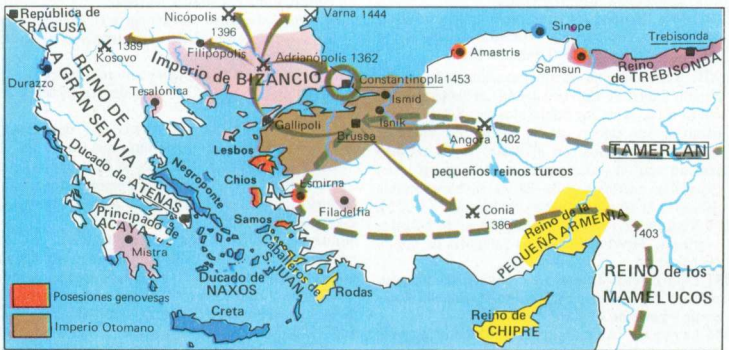 República de
RAGUSA
Nicópolis
1396
Varna 1444
1389
Kosovo
Filipópolis
Adrianópolis 1362
Imperio de BIZANCIO
Constantinopla 1453
Sinope
Amastris
Samsun
Trebisonda
Reino
de TREBISONDA
Durazzo
REINO DE
A GRAN SERVIA
Tesalónica
Ismid
Isnik
Gallipoli
Brussa
Angora 1402
TAMERLAN
Lesbos
pequeños reinos turcos
Ducado de ATENAS
Negroponte
Chios
Esmirna
Filadelfia
Samos
Conia
1386
Reino de la
PEQUEÑA ARMENIA
1403
Principado de
ACAYA
Mistra
Caballeros de
S. JUAN
Ducado de
NAXOS
Rodas
REINO de los
MAMELUCOS
Creta
Reino de
CHIPRE
Posesiones genovesas
Imperio Otomano